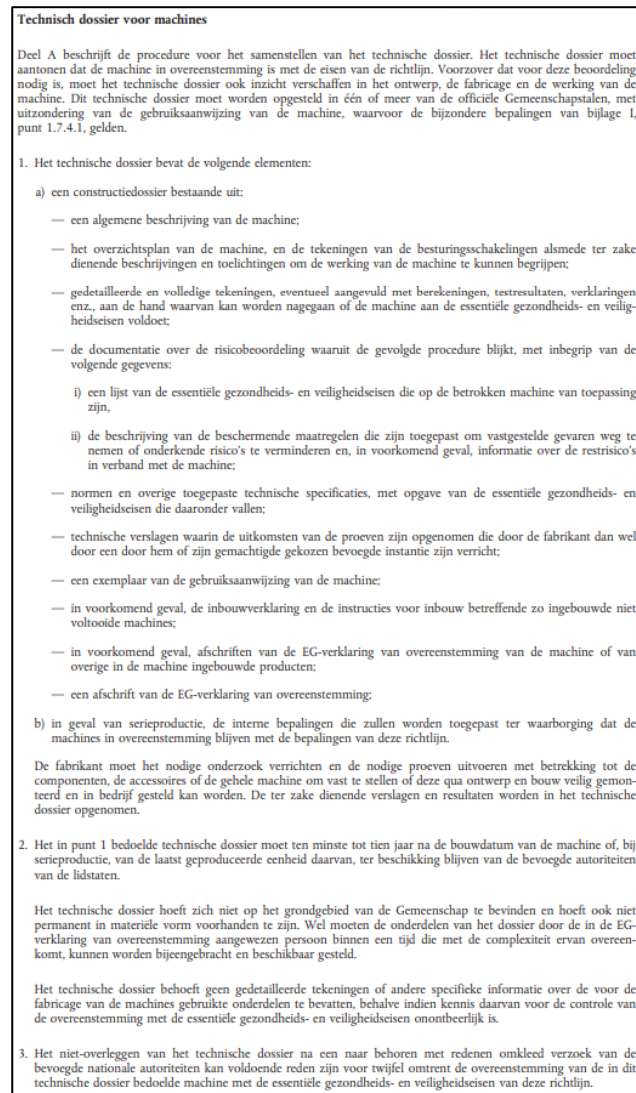 Technisch dossier voor machines
Deel A beschrijft de procedure voor het samenstellen van het technische dossier. Het technische dossier moet
aantonen dat de machine in overeenstemming is met de eisen van de richtlijn. Voorzover dat voor deze beoordeling
nodig is, moet het technische dossier ook inzicht verschaffen in het ontwerp, de fabricage en de werking van de
machine. Dit technische dossier moet worden opgesteld in één of meer van de officiële Gemeenschapstalen, met
uitzondering van de gebruiksaanwijzing van de machine, waarvoor de bijzondere bepalingen van bijlage I,
punt 1.7.4.1, gelden.
1. Het technische dossier bevat de volgende elementen:
a) een constructiedossier bestaande uit:
— een algemene beschrijving van de machine;
— het overzichtsplan van de machine, en de tekeningen van de besturingsschakelingen alsmede ter zake
dienende beschrijvingen en toelichtingen om de werking van de machine te kunnen begrijpen;
— gedetailleerde en volledige tekeningen, eventueel aangevuld met berekeningen, testresultaten, verklaringen
enz., aan de hand waarvan kan worden nagegaan of de machine aan de essentiële gezondheids- en veilig-
heidseisen voldoet;
— de documentatie over de risicobeoordeling waaruit de gevolgde procedure blijkt, met inbegrip van de
volgende gegevens:
i) een lijst van de essentiële gezondheids- en veiligheidseisen die op de betrokken machine van toepassing
zijn,
ii) de beschrijving van de beschermende maatregelen die zijn toegepast om vastgestelde gevaren weg te
nemen of onderkende risico's te verminderen en, in voorkomend geval, informatie over de restrisico's
in verband met de machine;
— normen en overige toegepaste technische specificaties, met opgave van de essentiële gezondheids- en
veiligheidseisen die daaronder vallen;
— technische verslagen waarin de uitkomsten van de proeven zijn opgenomen die door de fabrikant dan wel
door een door hem of zijn gemachtigde gekozen bevoegde instantie zijn verricht;
— een exemplaar van de gebruiksaanwijzing van de machine;
— in voorkomend geval, de inbouwverklaring en de instructies voor inbouw betreffende zo ingebouwde niet
voltooide machines;
— in voorkomend geval, afschriften van de EG-verklaring van overeenstemming van de machine of van
overige in de machine ingebouwde producten;
— een afschrift van de EG-verklaring van overeenstemming;
b) in geval van serieproductie, de interne bepalingen die zullen worden toegepast ter waarborging dat de
machines in overeenstemming blijven met de bepalingen van deze richtlijn.
De fabrikant moet het nodige onderzoek verrichten en de nodige proeven uitvoeren met betrekking tot de
componenten, de accessoires of de gehele machine om vast te stellen of deze qua ontwerp en bouw veilig gemon-
teerd en in bedrijf gesteld kan worden. De ter zake dienende verslagen en resultaten worden in het technische
dossier opgenomen.
2. Het in punt 1 bedoelde technische dossier moet ten minste tot tien jaar na de bouwdatum van de machine of, bij
serieproductie, van de laatst geproduceerde eenheid daarvan, ter beschikking blijven van de bevoegde autoriteiten
van de lidstaten.
Het technische dossier hoeft zich niet op het grondgebied van de Gemeenschap te bevinden en hoeft ook niet
permanent in materiële vorm voorhanden te zijn. Wel moeten de onderdelen van het dossier door de in de EG-
verklaring van overeenstemming aangewezen persoon binnen een tijd die met de complexiteit ervan overeen-
komt, kunnen worden bijeengebracht en beschikbaar gesteld.
Het technische dossier behoeft geen gedetailleerde tekeningen of andere specifieke informatie over de voor de
fabricage van de machines gebruikte onderdelen te bevatten, behalve indien kennis daarvan voor de controle van
de overeenstemming met de essentiële gezondheids- en veiligheidseisen onontbeerlijk is.
3. Het niet-overleggen van het technische dossier na een naar behoren met redenen omkleed verzoek van de
bevoegde nationale autoriteiten kan voldoende reden zijn voor twijfel omtrent de overeenstemming van de in dit
technische dossier bedoelde machine met de essentiële gezondheids- en veiligheidseisen van deze richtlijn.